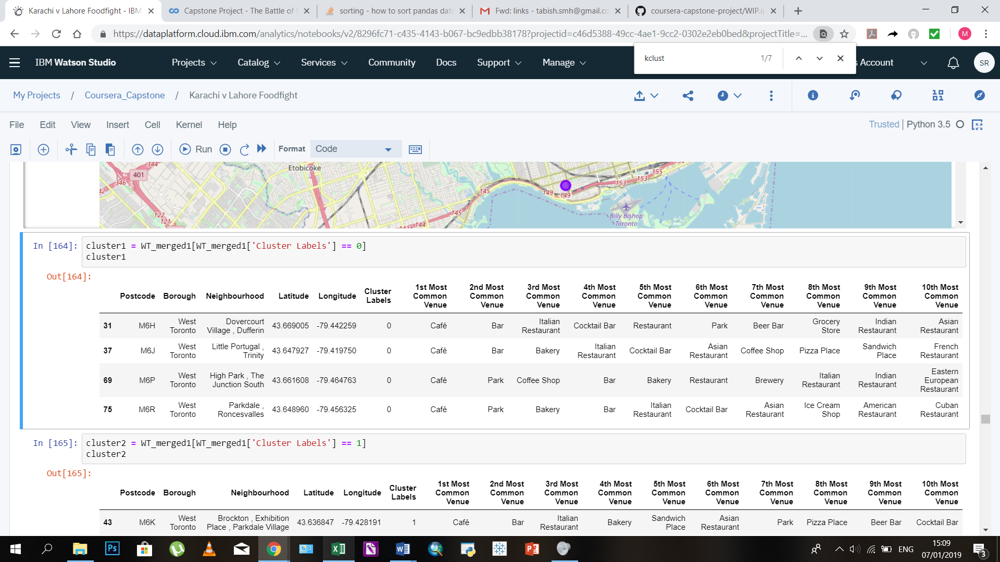 Karachi v Lahore Foodfight - IBM
Capstone Project - The Battle of
sorting - how to sort pandas data
Fwd: links - tabish.smh@gmail.co
coursera-capstone-project/WIP.i
https://dataplatform.cloud.ibm.com/analytics/notebooks/v2/8296fc71-c435-4143-b067-bc9edbb38178?projectid=c46d5388-49cc-4ae1-9cc2-0302e2eb0bed&projectTitle=...
M
kclust 1/7
IBM Watson Studio Projects Catalog Services Community Docs Support Manage s Account SR
My Projects / Coursera_Capstone / Karachi v Lahore Foodfight
File Edit View Insert Cell Kernel Help Trusted Python 3.5
Run Format Code
344 401 346 42 122 121 Etobicoke 145 145 144 149 149 153 153 155
Billy Bishop
Toronto
In [164]: cluster1 = WT_merged1[WT_merged1['Cluster Labels'] == 0]
cluster1
Out[164]:
Postcode Borough Neighbourhood Latitude Longitude Cluster Labels 1st Most Common Venue 2nd Most Common Venue 3rd Most Common Venue 4th Most Common Venue 5th Most Common Venue 6th Most Common Venue 7th Most Common Venue 8th Most Common Venue 9th Most Common Venue 10th Most Common Venue
31 M6H West Toronto Dovercourt Village , Dufferin 43.669005 -79.442259 0 Café Bar Italian Restaurant Cocktail Bar Restaurant Park Beer Bar Grocery Store Indian Restaurant Asian Restaurant
37 M6J West Toronto Little Portugal , Trinity 43.647927 -79.419750 0 Café Bar Bakery Italian Restaurant Cocktail Bar Asian Restaurant Coffee Shop Pizza Place Sandwich Place French Restaurant
69 M6P West Toronto High Park , The Junction South 43.661608 -79.464763 0 Café Park Coffee Shop Bar Bakery Restaurant Brewery Italian Restaurant Indian Restaurant Eastern European Restaurant
75 M6R West Toronto Parkdale , Roncesvalles 43.648960 -79.456325 0 Café Park Bakery Bar Italian Restaurant Cocktail Bar Asian Restaurant Ice Cream Shop American Restaurant Cuban Restaurant
In [165]: cluster2 = WT_merged1[WT_merged1['Cluster Labels'] == 1]
cluster2
Out[165]:
Postcode Borough Neighbourhood Latitude Longitude Cluster Labels 1st Most Common Venue 2nd Most Common Venue 3rd Most Common Venue 4th Most Common Venue 5th Most Common Venue 6th Most Common Venue 7th Most Common Venue 8th Most Common Venue 9th Most Common Venue 10th Most Common Venue
43 M6K West Toronto Brockton , Exhibition Place , Parkdale Village 43.636847 -79.428191 1 Café Bar Italian Restaurant Bakery Sandwich Place Asian Restaurant Park Pizza Place Beer Bar Cocktail Bar
Ps
ENG
15:09
07/01/2019
3